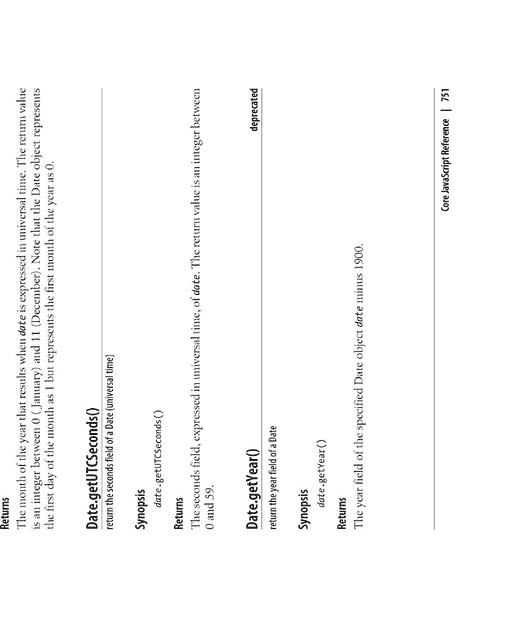 Returns
The month of the year that results when date is expressed in universal time. The return value
is an integer between 0 (January) and 11 (December). Note that the Date object represents
the first day of the month as 1 but represents the first month of the year as 0.
Date.getUTCSeconds()
return the seconds field of a Date (universal time)
Synopsis
date.getUTCSeconds()
Returns
The seconds field, expressed in universal time, of date. The return value is an integer between
0 and 59.
Date.getYear() deprecated
return the year field of a Date
Synopsis
date.getYear()
Returns
The year field of the specified Date object date minus 1900.
Core JavaScript Reference | 751